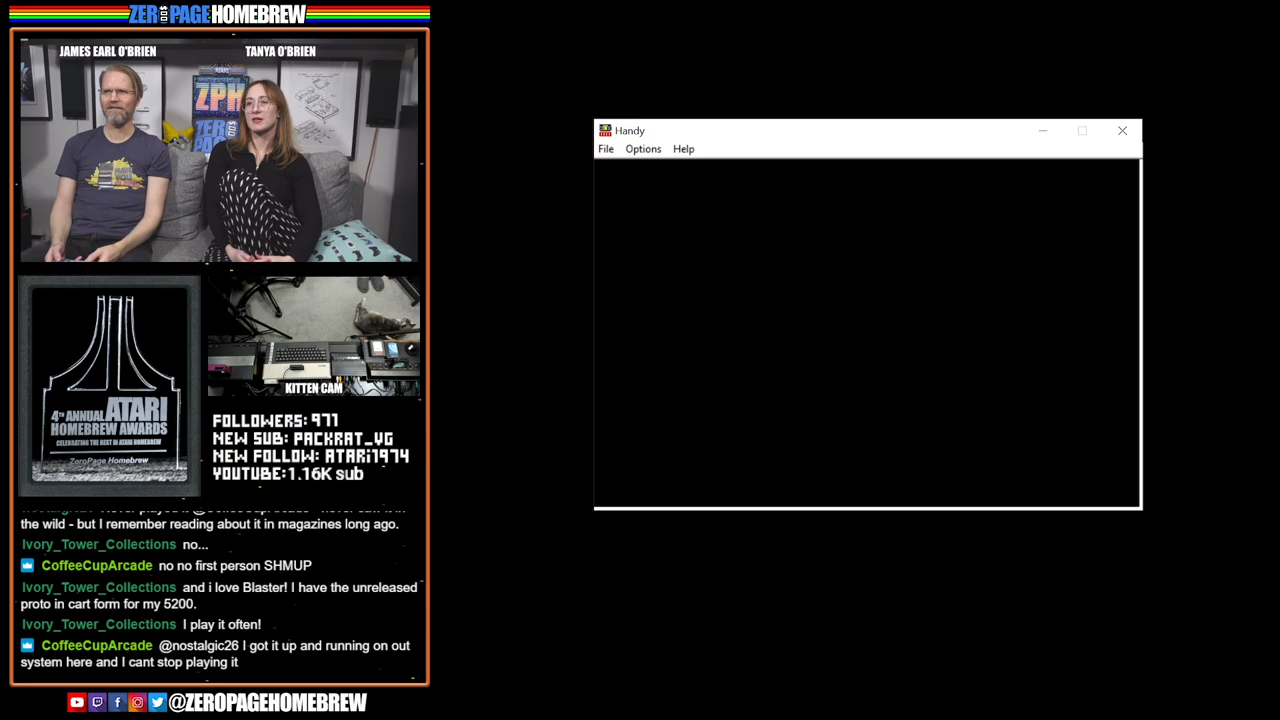 ZEROPAGE HOMEBREW
JAMES EARL O'BRIEN
TANYA O'BRIEN
ZPH
4TH ANNUAL ATARI
HOMEBREW AWARDS
CELEBRATING THE BEST IN ATARI HOMEBREW
ZeroPage Homebrew
KITTEN CAM
FOLLOWERS: 971
NEW SUB: PACKRAT_VG
NEW FOLLOW: ATARI1974
YOUTUBE:1.16K sub
the wild - but I remember reading about it in magazines long ago.
Ivory_Tower_Collections no...
CoffeeCupArcade no no first person SHMUP
Ivory_Tower_Collections and i love Blaster! I have the unreleased
proto in cart form for my 5200.
Ivory_Tower_Collections I play it often!
CoffeeCupArcade @nostalgic26 I got it up and running on out
system here and I cant stop playing it
@ZEROPAGEHOMEBREW
Handy
File Options Help